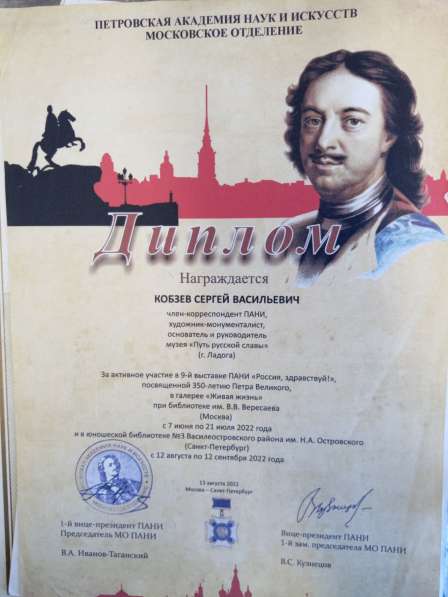 ПЕТРОВСКАЯ АКАДЕМИЯ НАУК И ИСКУССТВ
МОСКОВСКОЕ ОТДЕЛЕНИЕ
Диплом
Награждается
КОБЗЕВ СЕРГЕЙ ВАСИЛЬЕВИЧ
член-корреспондент ПАНИ,
художник-монументалист,
основатель и руководитель
музея «Путь русской славы»
(г. Ладога)
За активное участие в 9-й выставке ПАНИ «Россия, здравствуй!»,
посвященной 350-летию Петра Великого,
в галерее «Живая жизнь»
при библиотеке им. В.В. Вересаева
(Москва)
с 7 июня по 21 июля 2022 года
и в юношеской библиотеке №3 Василеостровского района им. Н.А. Островского
(Санкт-Петербург)
с 12 августа по 12 сентября 2022 года
13 августа 2022
Москва – Санкт-Петербург
1-й вице-президент ПАНИ
Председатель МО ПАНИ
В.А. Иванов-Таганский
Вице-президент ПАНИ
1-й зам. председателя МО ПАНИ
В.С. Кузнецов